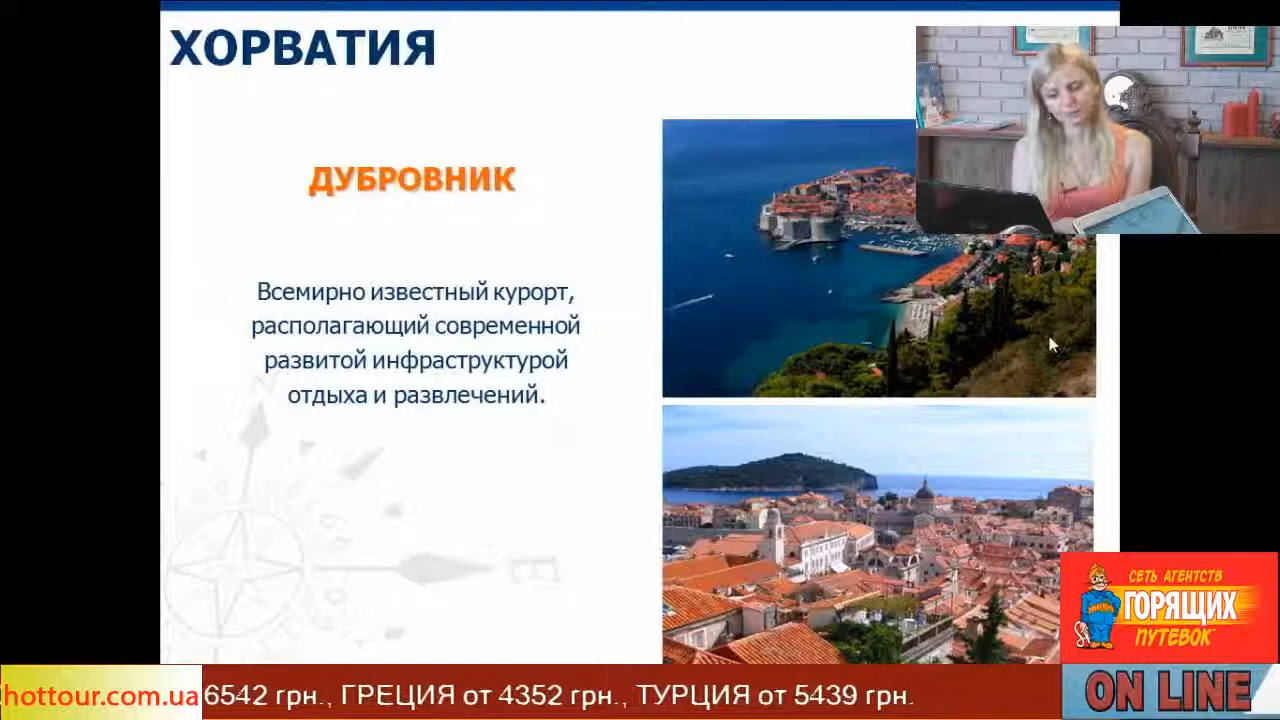 ХОРВАТИЯ
ДУБРОВНИК
Всемирно известный курорт,
располагающий современной
развитой инфраструктурой
отдыха и развлечений.
СЕТЬ АГЕНТСТВ
ГОРЯЩИХ
ПУТЕВОК
hottour.com.ua 6542 грн., ГРЕЦИЯ от 4352 грн., ТУРЦИЯ от 5439 грн.
ON LINE